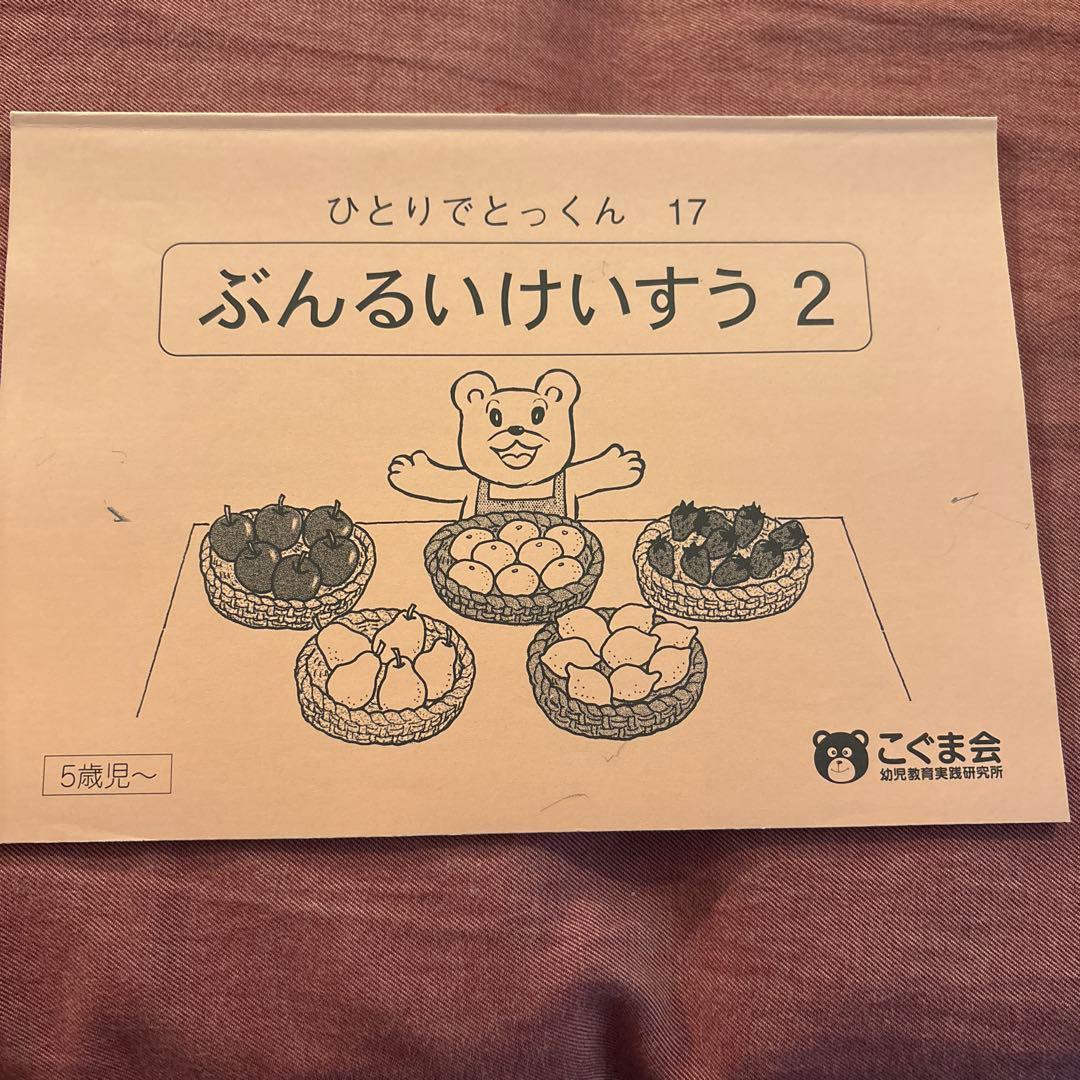 ひとりでとっくん 17
ぶんるいけいすう 2
5歳児～
こぐま会
幼児教育実践研究所